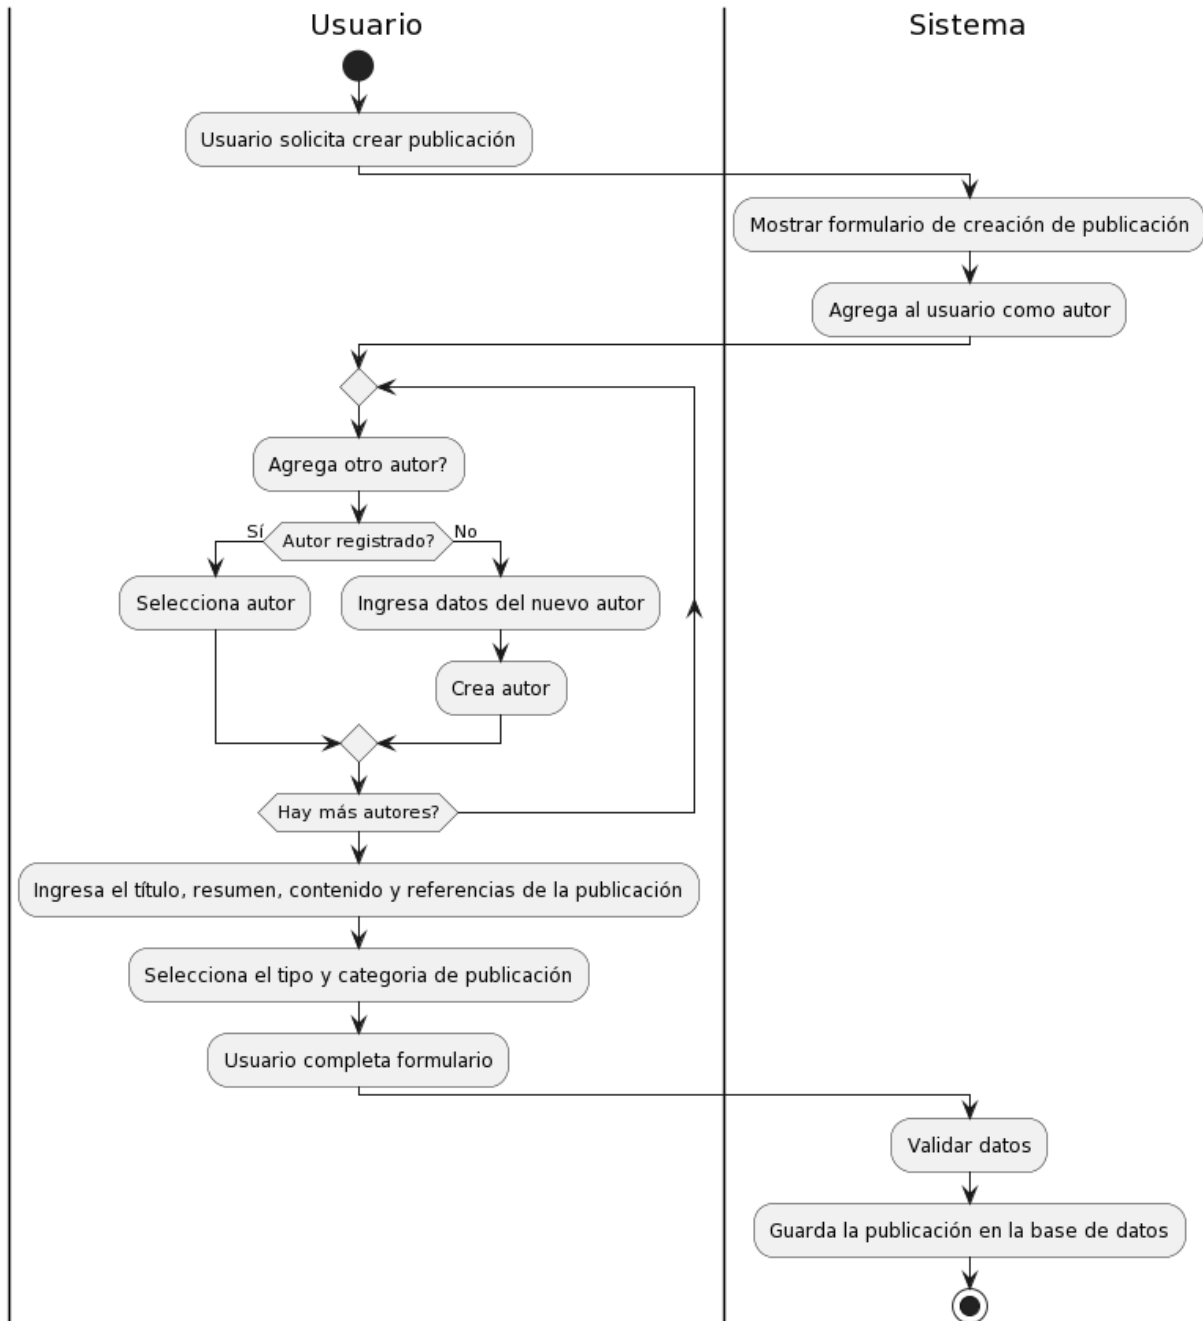 Usuario
Sistema
Usuario solicita crear publicación
Mostrar formulario de creación de publicación
Agrega al usuario como autor
Agrega otro autor?
Sí
Autor registrado?
No
Selecciona autor
Ingresa datos del nuevo autor
Crea autor
Hay más autores?
Ingresa el título, resumen, contenido y referencias de la publicación
Selecciona el tipo y categoria de publicación
Usuario completa formulario
Validar datos
Guarda la publicación en la base de datos